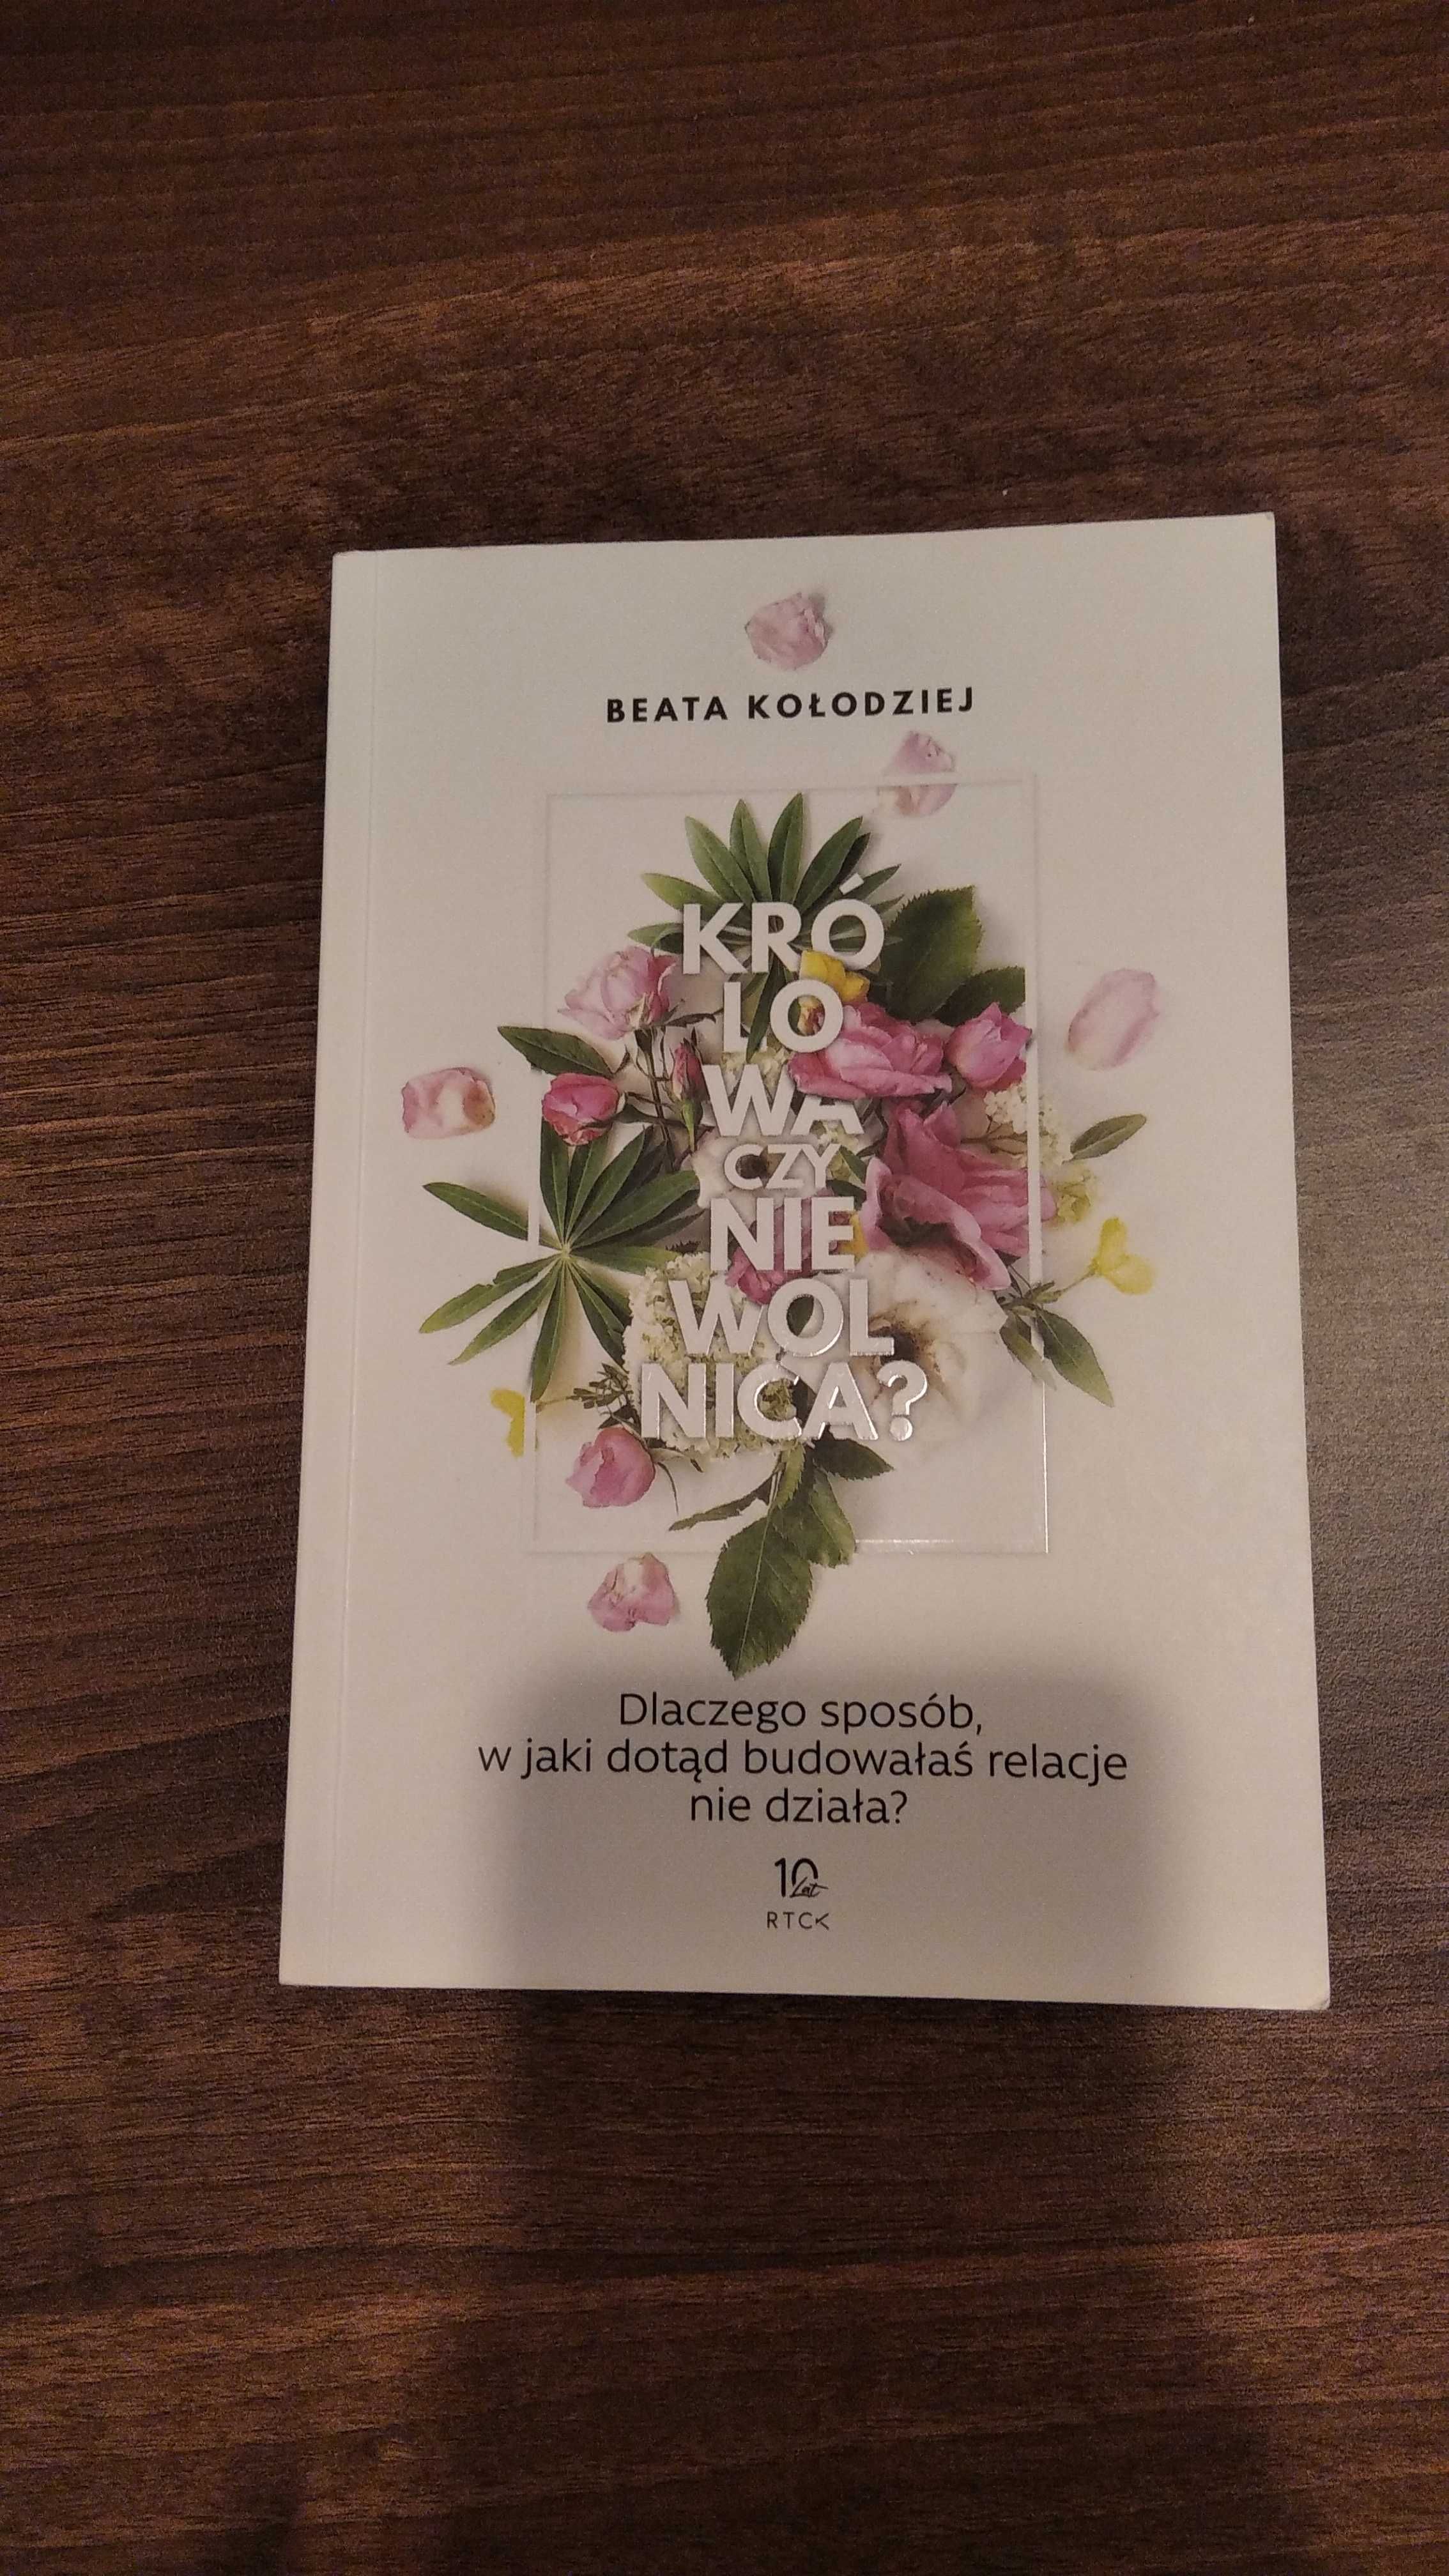 BEATA KOŁODZIEJ
KRÓ
LO
WA
CZY
NIE
WOL
NICA?
Dlaczego sposób,
w jaki dotąd budowałaś relacje
nie działa?
10
Lat
RTCK